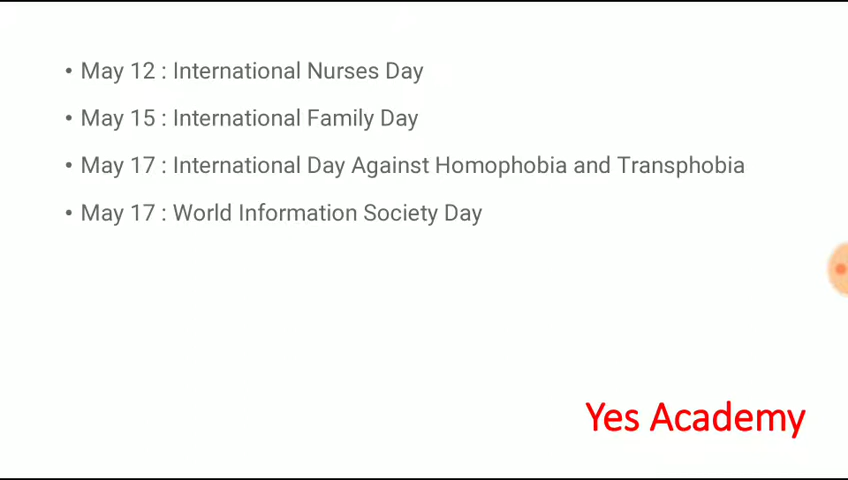 • May 12 : International Nurses Day
• May 15 : International Family Day
• May 17 : International Day Against Homophobia and Transphobia
• May 17 : World Information Society Day
Yes Academy